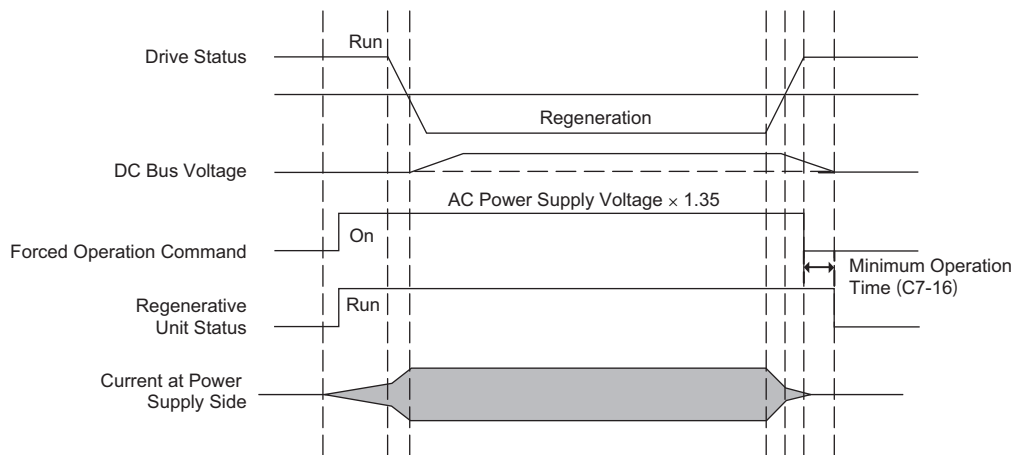 Run
Drive Status
Regeneration
DC Bus Voltage
AC Power Supply Voltage × 1.35
On
Forced Operation Command
Minimum Operation
Time (C7-16)
Run
Regenerative
Unit Status
Current at Power
Supply Side